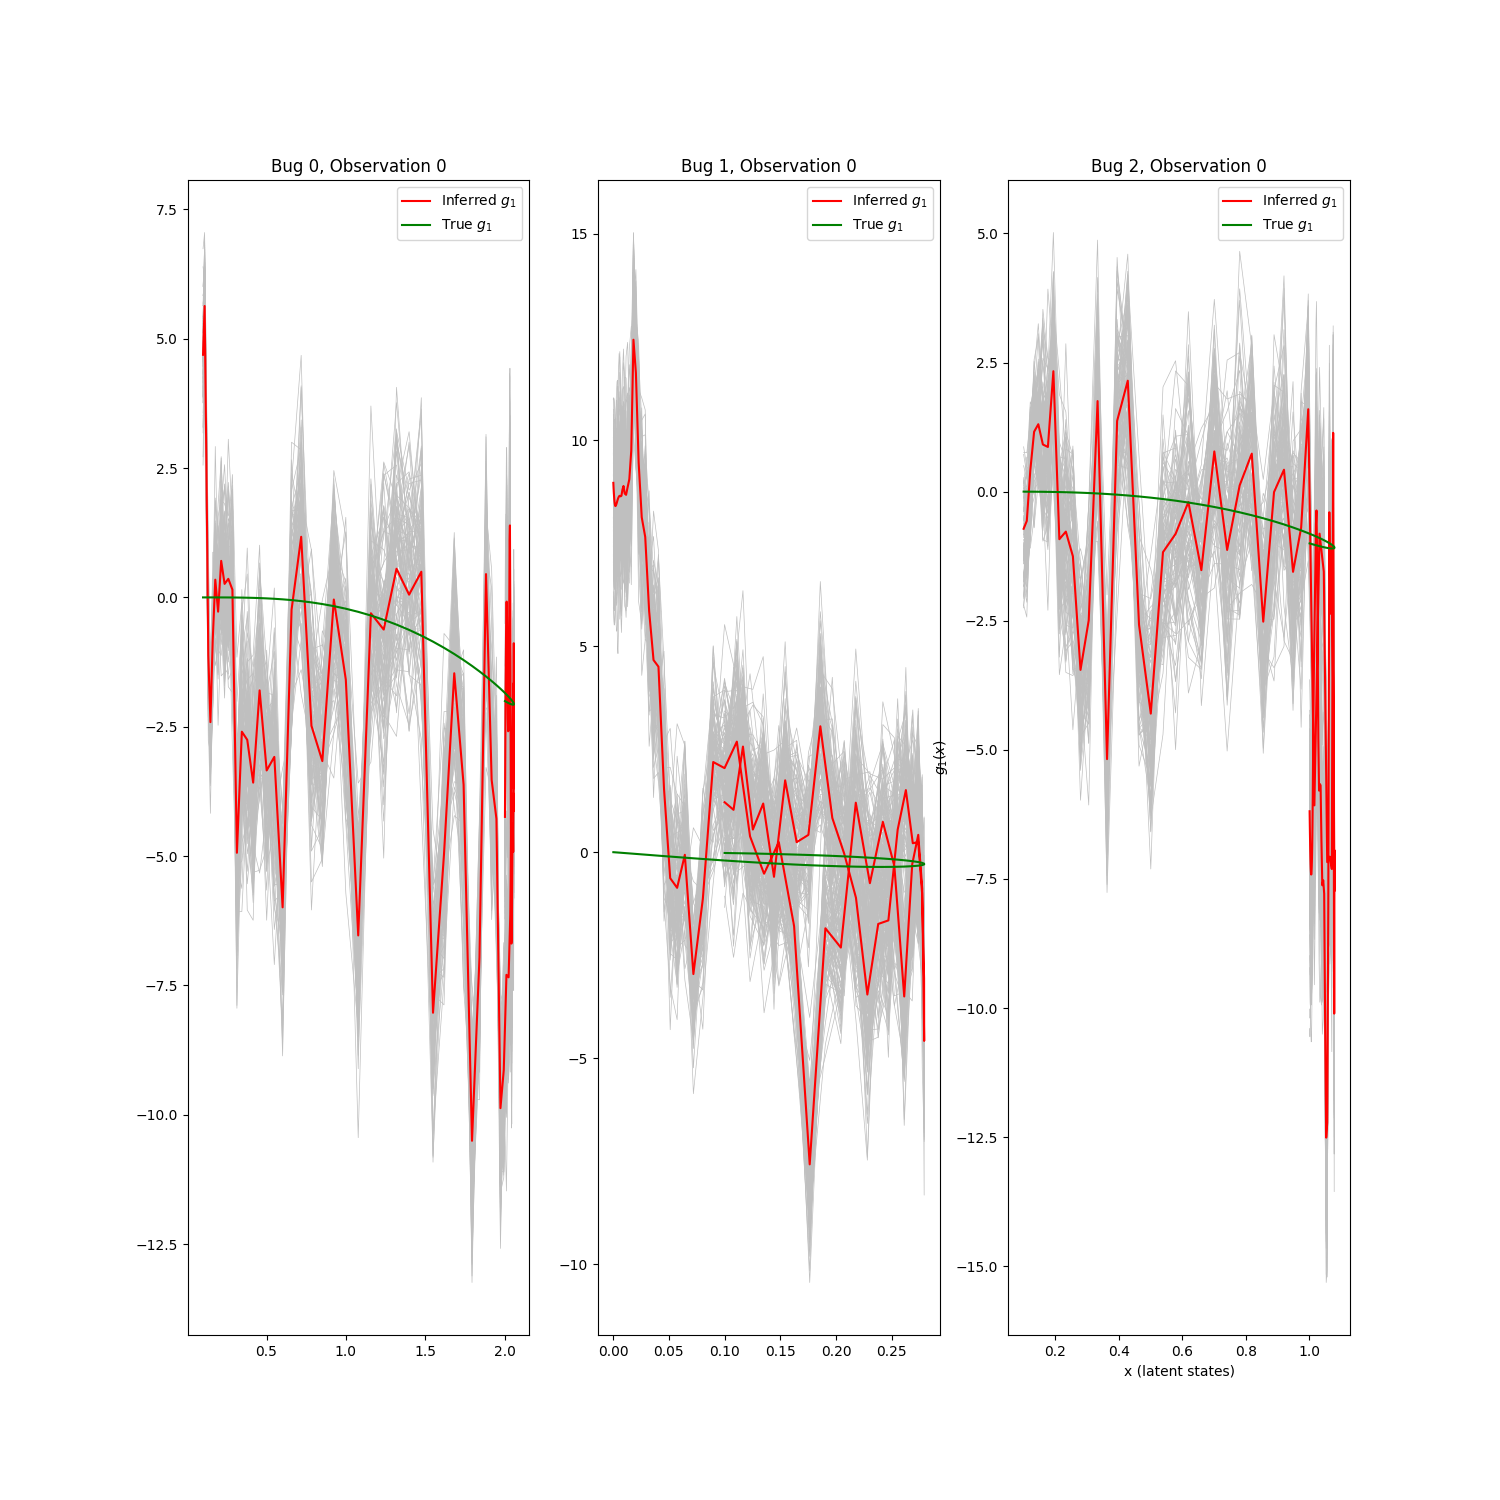 Bug 0, Observation 0
Inferred g₁
True g₁
7.5
5.0
2.5
0.0
−2.5
−5.0
−7.5
−10.0
−12.5
0.5 1.0 1.5 2.0
Bug 1, Observation 0
Inferred g₁
True g₁
15
10
5
0
−5
−10
0.00 0.05 0.10 0.15 0.20 0.25
Bug 2, Observation 0
Inferred g₁
True g₁
g₁(x)
5.0
2.5
0.0
−2.5
−5.0
−7.5
−10.0
−12.5
−15.0
0.2 0.4 0.6 0.8 1.0
x (latent states)